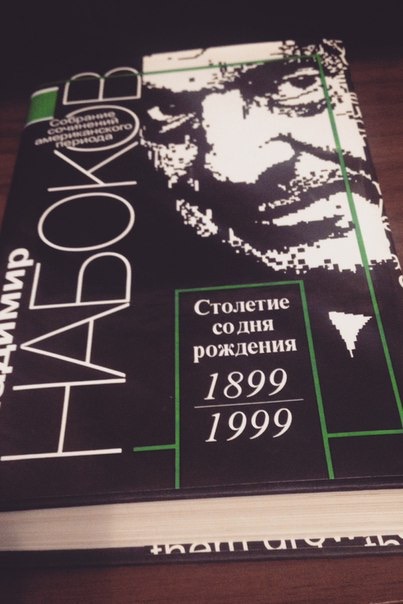 Собрание
сочинений
американского
периода
НАБОКОВ
Столетие
со дня
рождения
1899
1999